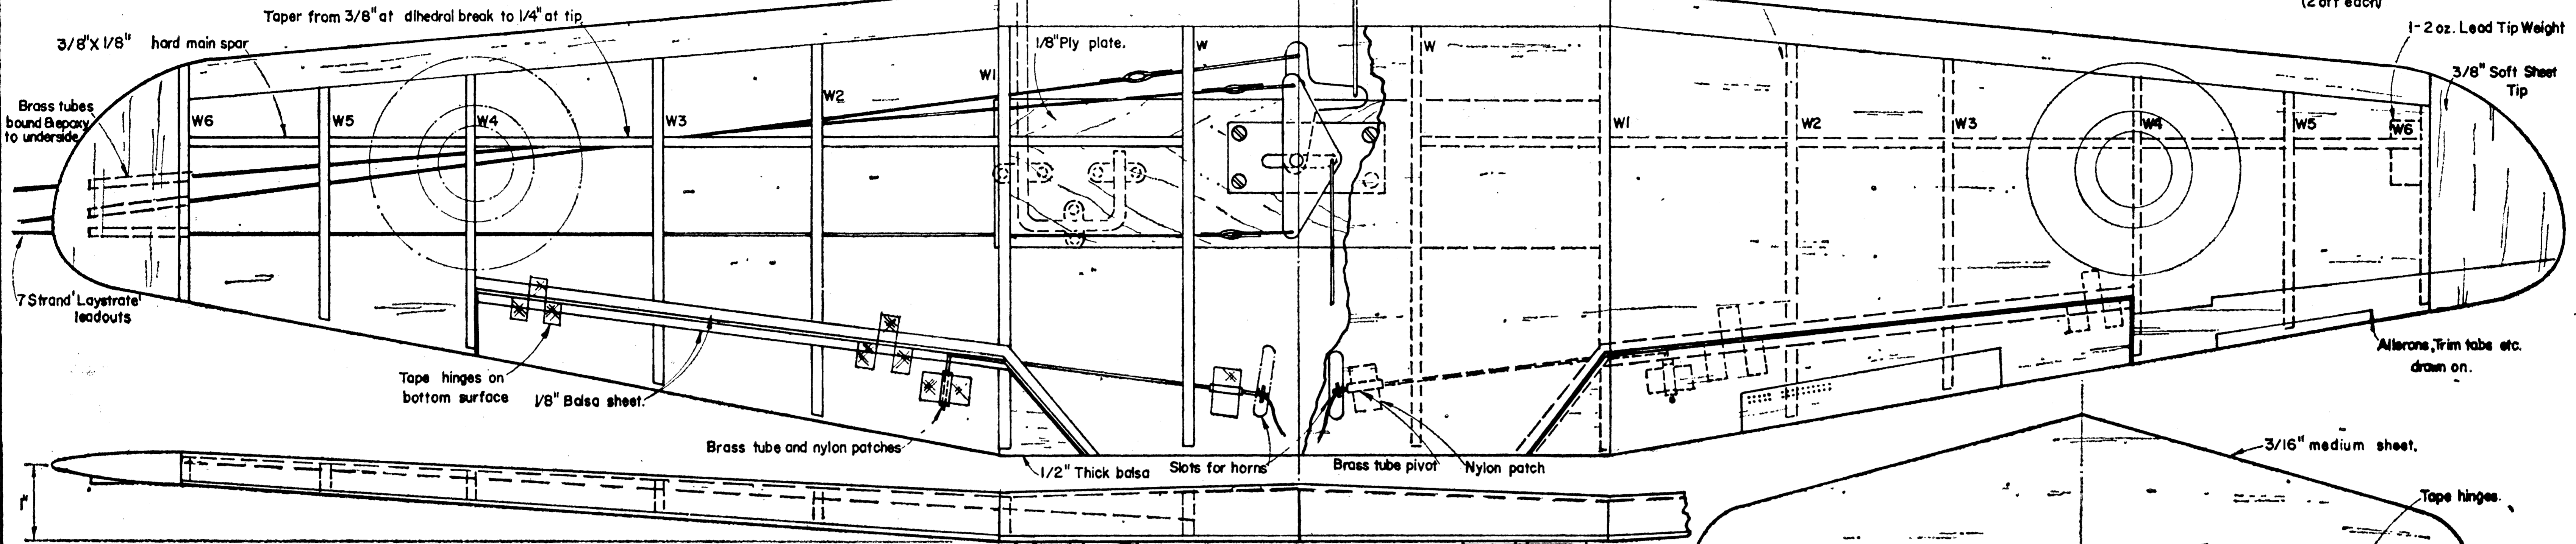 (2 off each)
Taper from 3/8" at dihedral break to 1/4" at tip
3/8"X 1/8" hard main spar
1/8" Ply plate.
1-2 oz. Lead Tip Weight
3/8" Soft Sheet
Tip
Brass tubes
bound & epoxy
to underside
W6
W5
W4
W3
W2
W1
W
W
W1
W2
W3
W4
W5
W6
7 Strand 'Laystrate'
leadouts
Tape hinges on
bottom surface
1/8" Balsa sheet.
Ailerons, Trim tabs etc.
drawn on.
Brass tube and nylon patches
1/2" Thick balsa
Slots for horns
Brass tube pivot
Nylon patch
3/16" medium sheet.
Tape hinges.
1"